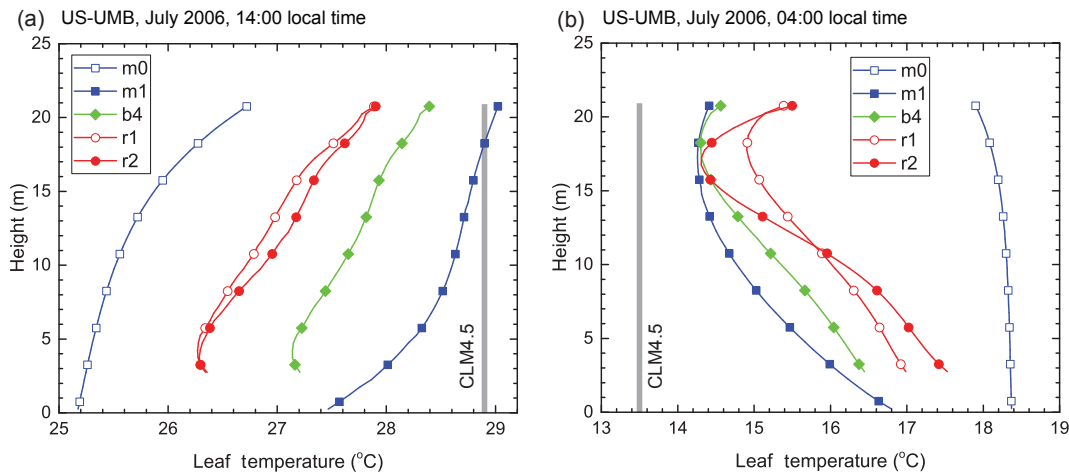 (a) US-UMB, July 2006, 14:00 local time
25
20
15
10
5
0
Height (m)
m0
m1
b4
r1
r2
CLM4.5
25 26 27 28 29
Leaf temperature (°C)
(b) US-UMB, July 2006, 04:00 local time
25
20
15
10
5
0
Height (m)
m0
m1
b4
r1
r2
CLM4.5
13 14 15 16 17 18 19
Leaf temperature (°C)